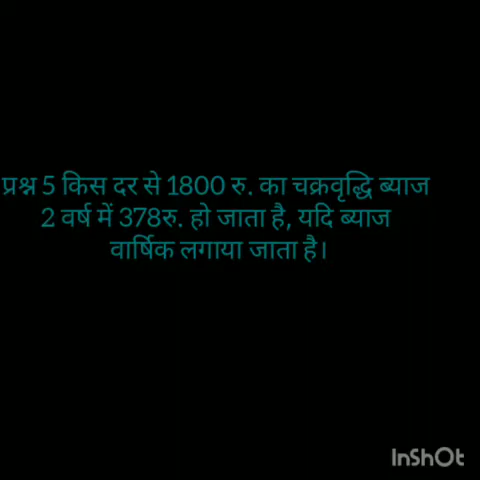 प्रश्न 5 किस दर से 1800 रु. का चक्रवृद्धि ब्याज
2 वर्ष में 378रु. हो जाता है, यदि ब्याज
वार्षिक लगाया जाता है।
InShOt